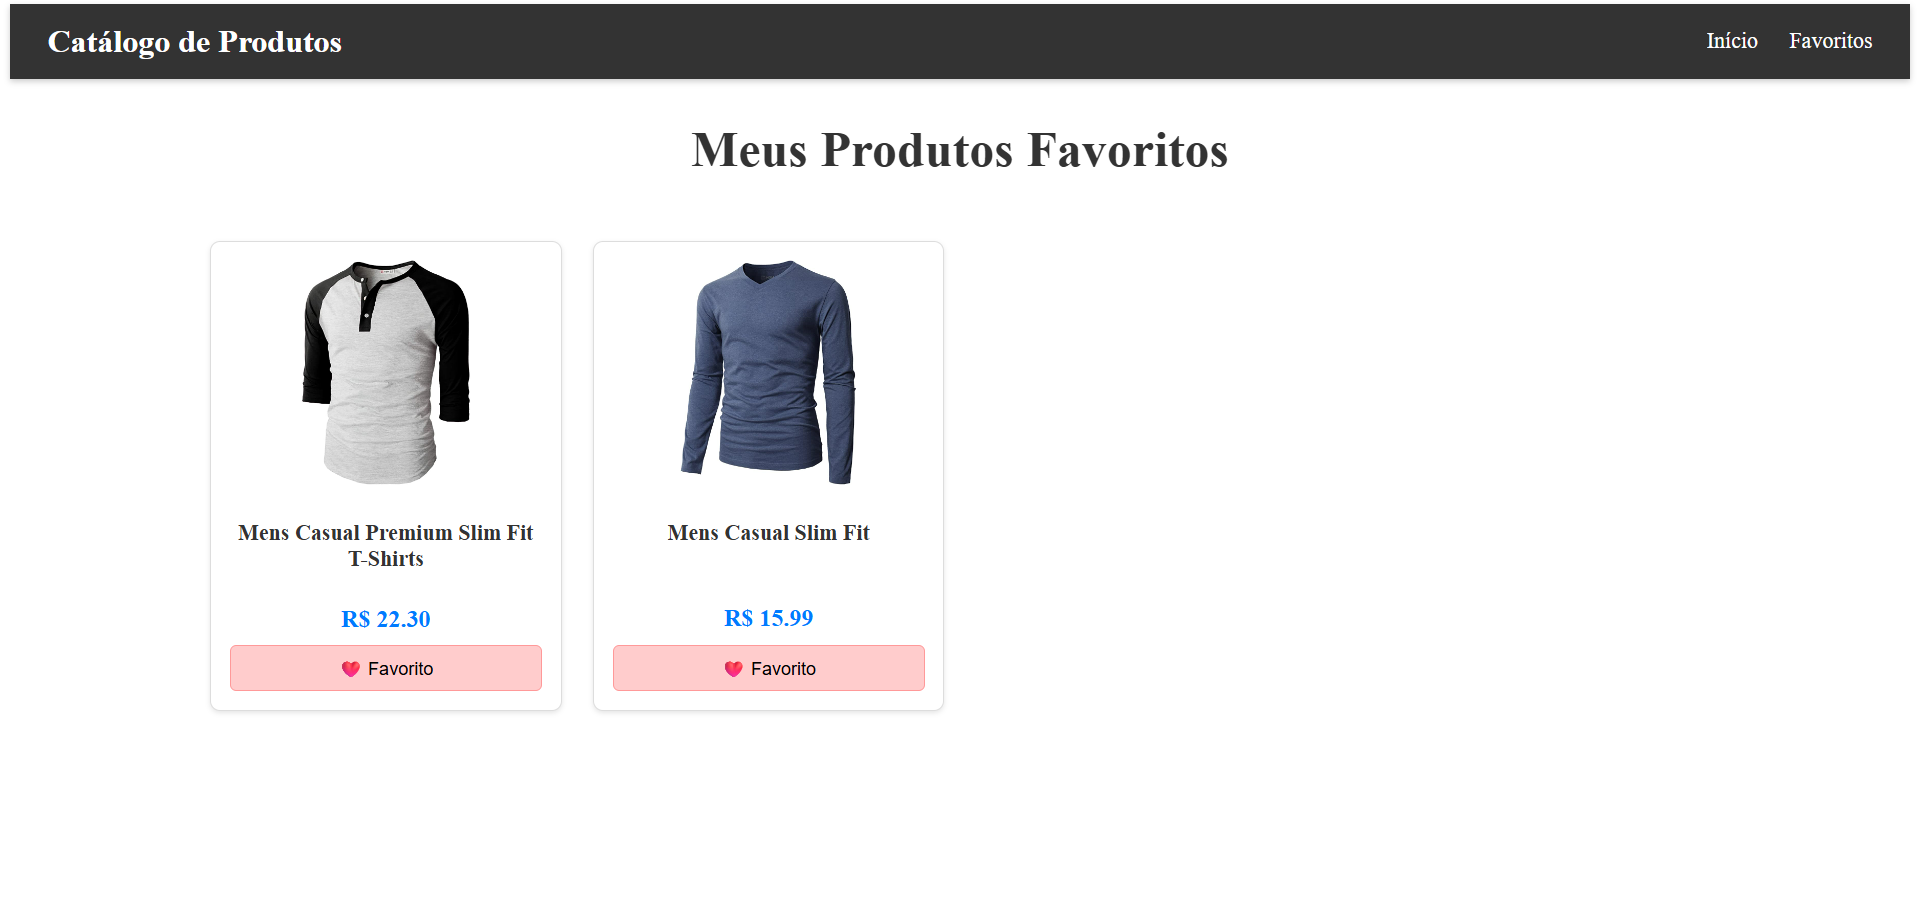 Catálogo de Produtos
Início Favoritos
Meus Produtos Favoritos
Mens Casual Premium Slim Fit
T-Shirts
R$ 22.30
Favorito
Mens Casual Slim Fit
R$ 15.99
Favorito